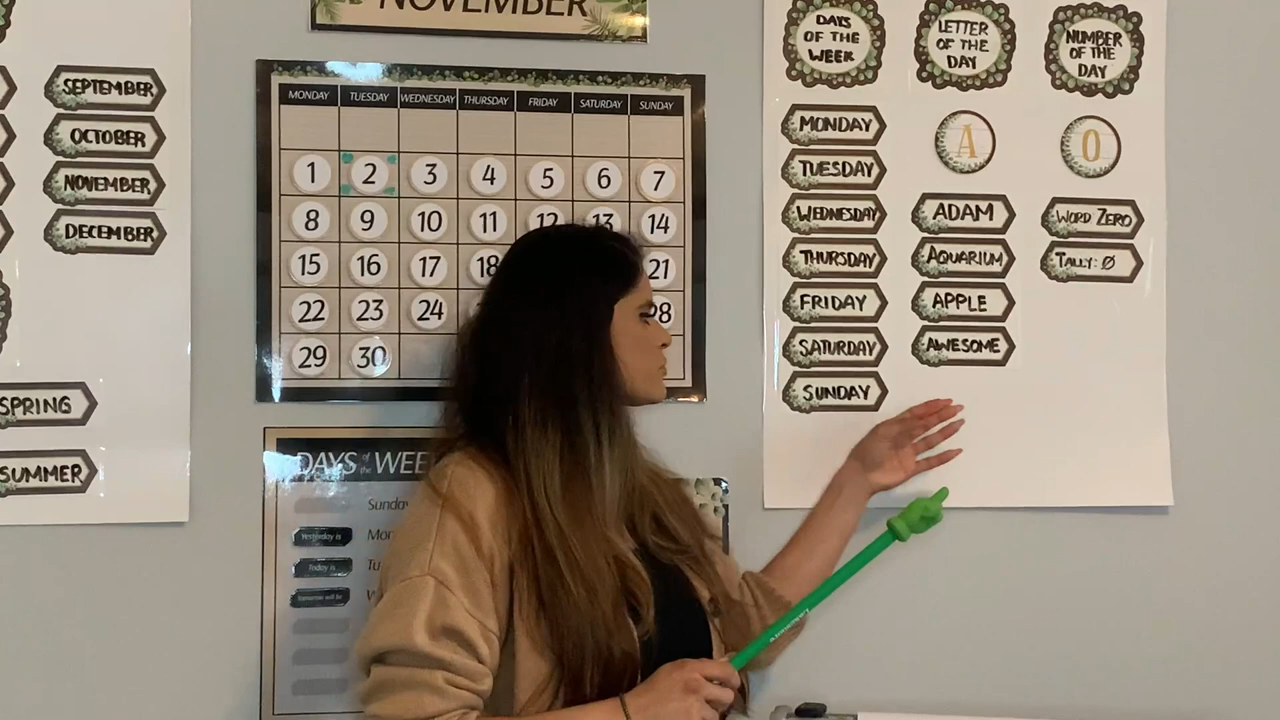 NOVEMBER
SEPTEMBER
OCTOBER
NOVEMBER
DECEMBER
SPRING
SUMMER
MONDAY TUESDAY WEDNESDAY THURSDAY FRIDAY SATURDAY SUNDAY
1 2 3 4 5 6 7
8 9 10 11 12 13 14
15 16 17 18 21
22 23 24 28
29 30
DAYS of the WEE
Sunday
Yesterday is Mon
Today is Tu
Tomorrow will be W
DAYS
OF THE
WEEK
MONDAY
TUESDAY
WEDNESDAY
THURSDAY
FRIDAY
SATURDAY
SUNDAY
LETTER
OF THE
DAY
A
ADAM
AQUARIUM
APPLE
AWESOME
NUMBER
OF THE
DAY
0
WORD ZERO
TALLY: Ø